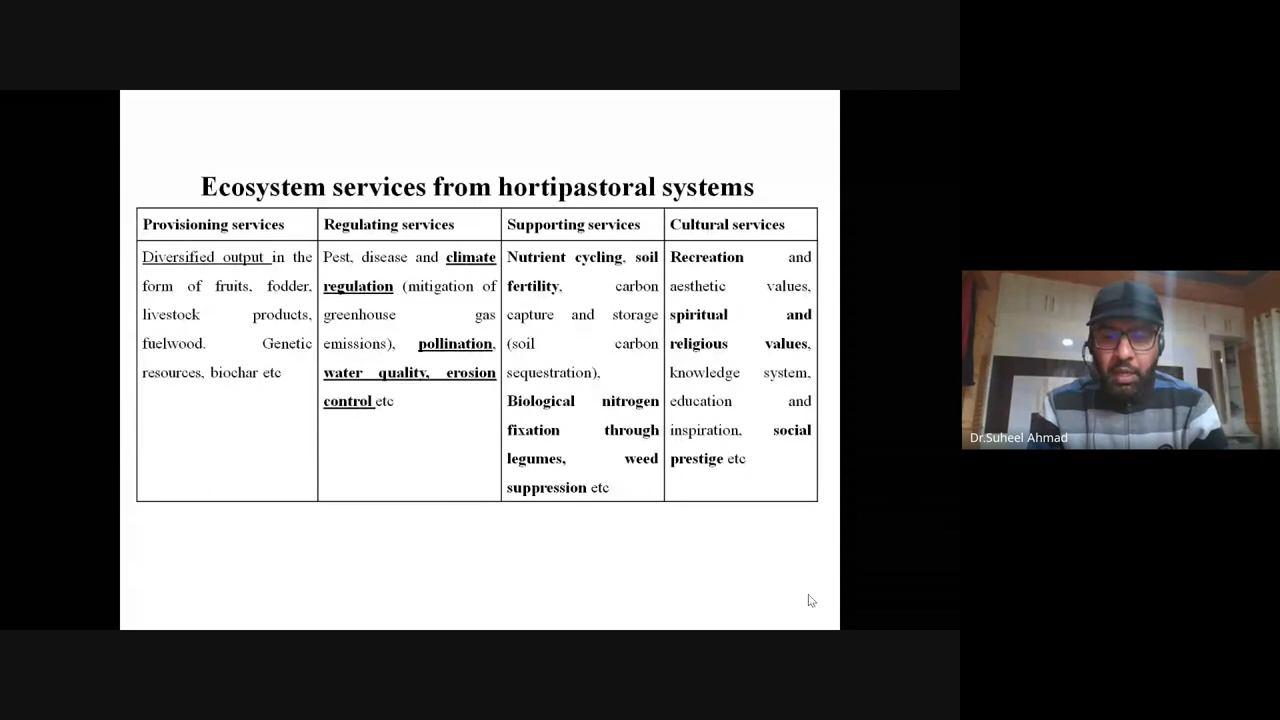 Ecosystem services from hortipastoral systems
Provisioning services
Diversified output in the
form of fruits, fodder,
livestock products,
fuelwood. Genetic
resources, biochar etc
Regulating services
Pest, disease and climate
regulation (mitigation of
greenhouse gas
emissions), pollination,
water quality, erosion
control etc
Supporting services
Nutrient cycling, soil
fertility, carbon
capture and storage
(soil carbon
sequestration),
Biological nitrogen
fixation through
legumes, weed
suppression etc
Cultural services
Recreation and
aesthetic values,
spiritual and
religious values,
knowledge system,
education and
inspiration, social
prestige etc
Dr.Suheel Ahmad